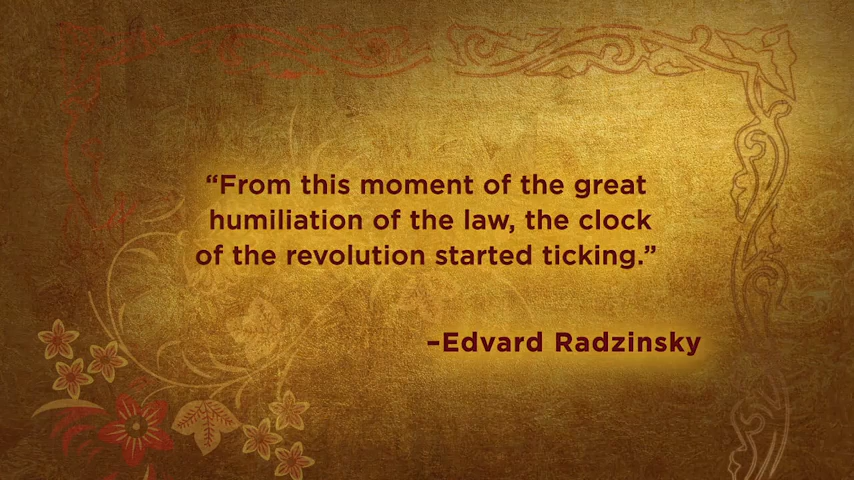 “From this moment of the great
humiliation of the law, the clock
of the revolution started ticking.”
–Edvard Radzinsky